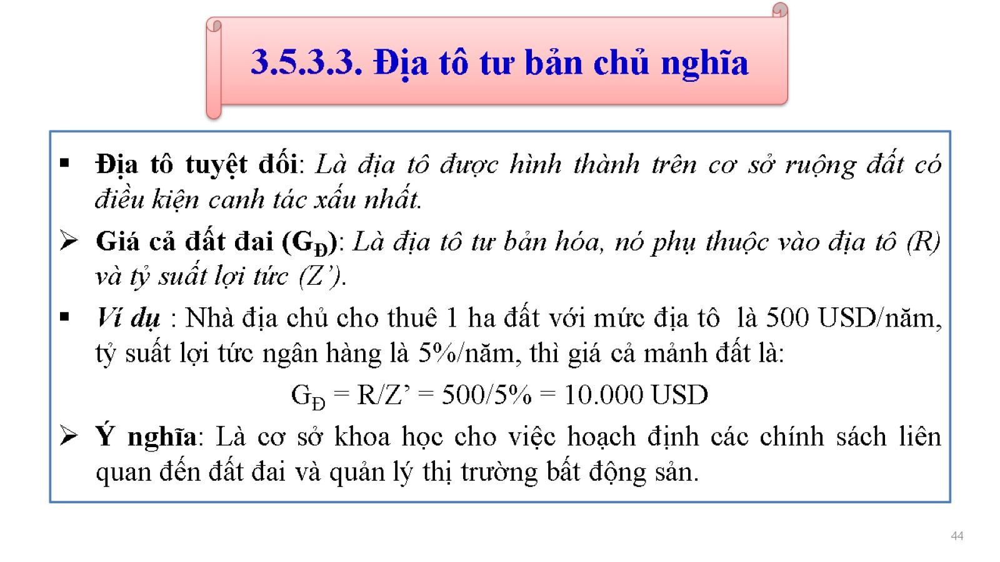 3.5.3.3. Địa tô tư bản chủ nghĩa
▪ Địa tô tuyệt đối: Là địa tô được hình thành trên cơ sở ruộng đất có
điều kiện canh tác xấu nhất.
➢ Giá cả đất đai (GĐ): Là địa tô tư bản hóa, nó phụ thuộc vào địa tô (R)
và tỷ suất lợi tức (Z’).
▪ Ví dụ : Nhà địa chủ cho thuê 1 ha đất với mức địa tô là 500 USD/năm,
tỷ suất lợi tức ngân hàng là 5%/năm, thì giá cả mảnh đất là:
GĐ = R/Z’ = 500/5% = 10.000 USD
➢ Ý nghĩa: Là cơ sở khoa học cho việc hoạch định các chính sách liên
quan đến đất đai và quản lý thị trường bất động sản.
44